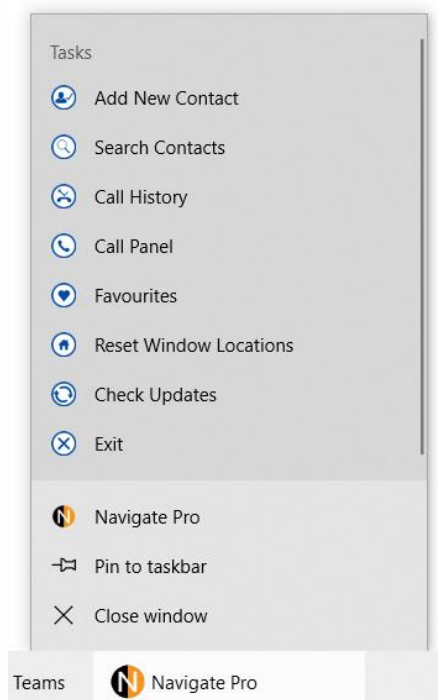 Tasks
Add New Contact
Search Contacts
Call History
Call Panel
Favourites
Reset Window Locations
Check Updates
Exit
N Navigate Pro
Pin to taskbar
Close window
Teams N Navigate Pro